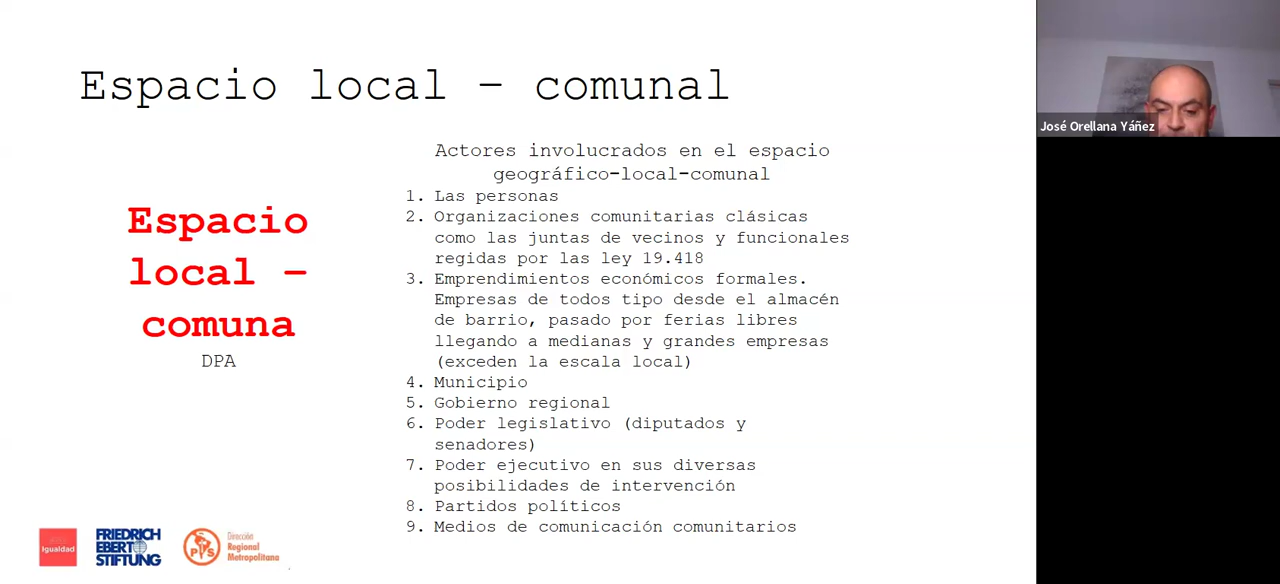 Espacio local – comunal
José Orellana Yáñez
Actores involucrados en el espacio
geográfico-local-comunal
Espacio
local –
comuna
DPA
1. Las personas
2. Organizaciones comunitarias clásicas
como las juntas de vecinos y funcionales
regidas por las ley 19.418
3. Emprendimientos económicos formales.
Empresas de todos tipo desde el almacén
de barrio, pasado por ferias libres
llegando a medianas y grandes empresas
(exceden la escala local)
4. Municipio
5. Gobierno regional
6. Poder legislativo (diputados y
senadores)
7. Poder ejecutivo en sus diversas
posibilidades de intervención
8. Partidos políticos
9. Medios de comunicación comunitarios
Igualdad
FRIEDRICH
EBERT
STIFTUNG
PS
Dirección
Regional
Metropolitana